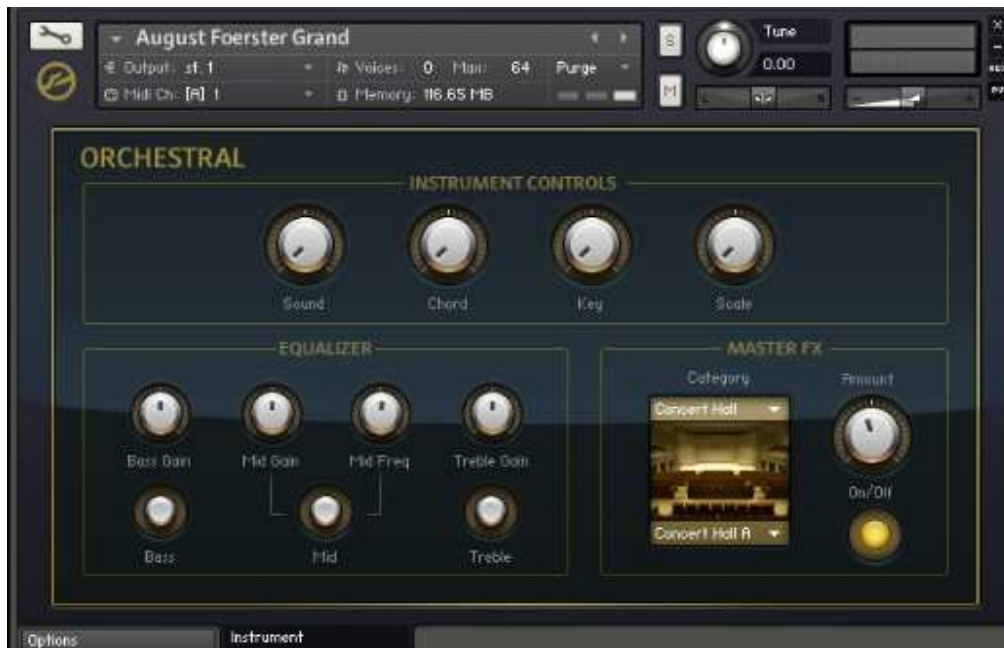 August Foerster Grand
Output: st. 1
Voices: 0 Max: 64 Purge
Midi Ch: [A] 1
Memory: 116.65 MB
S
M
Tune
0.00
L R
ORCHESTRAL
INSTRUMENT CONTROLS
Sound Chord Key Scale
EQUALIZER
Bass Gain Mid Gain Mid Freq Treble Gain
Bass Mid Treble
MASTER FX
Category Amount
Concert Hall
On/Off
Concert Hall A
Options Instrument